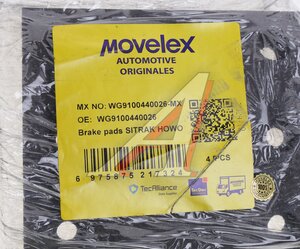 MOVELEX
AUTOMOTIVE
ORIGINALES
MX NO: WG9100440026-MX
OE: WG9100440026
Brake pads SITRAK HOWO
4 PCS
6 975875 217324
TecAlliance